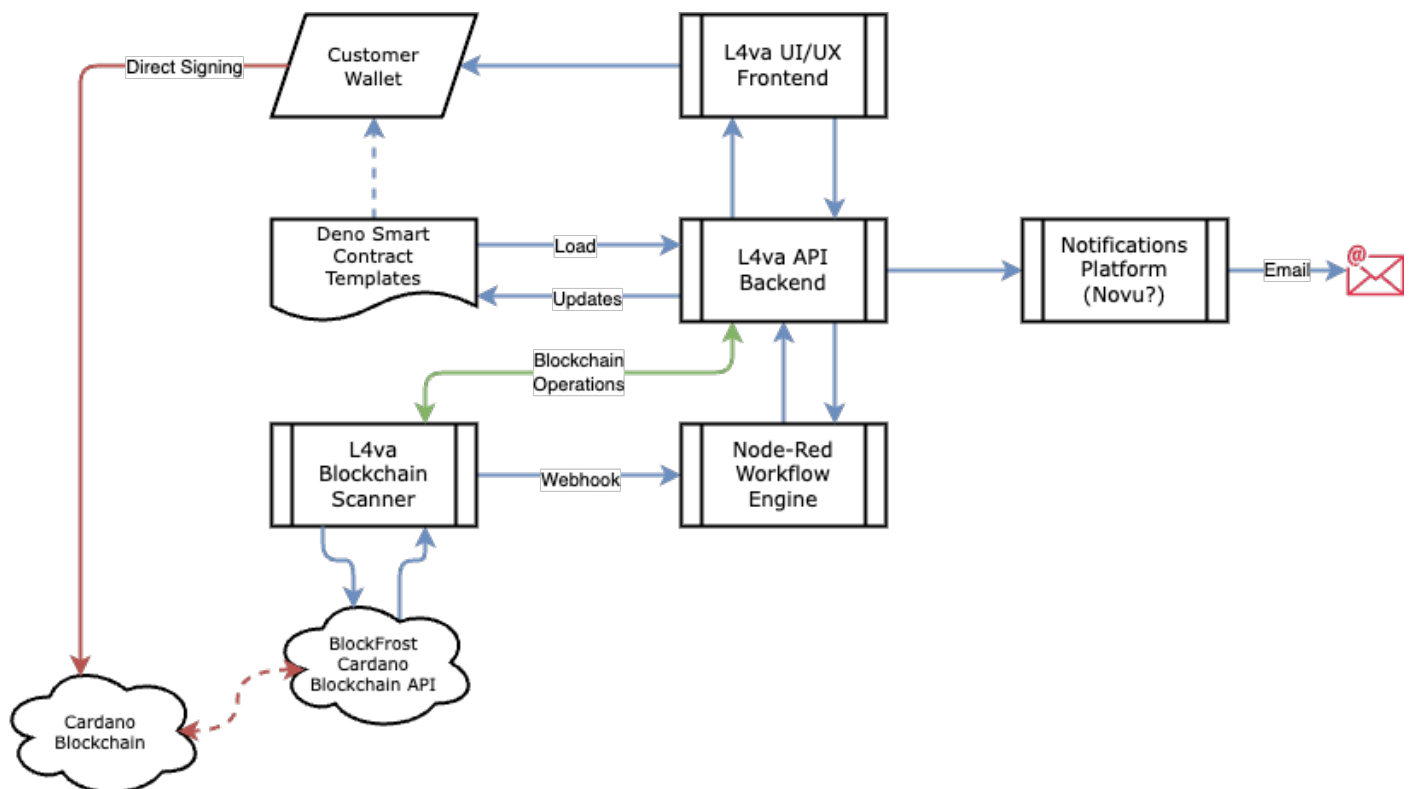 Customer
Wallet
L4va UI/UX
Frontend
Direct Signing
Deno Smart
Contract
Templates
Load
Updates
L4va API
Backend
Notifications
Platform
(Novu?)
Email
@
Blockchain
Operations
L4va
Blockchain
Scanner
Webhook
Node-Red
Workflow
Engine
BlockFrost
Cardano
Blockchain API
Cardano
Blockchain